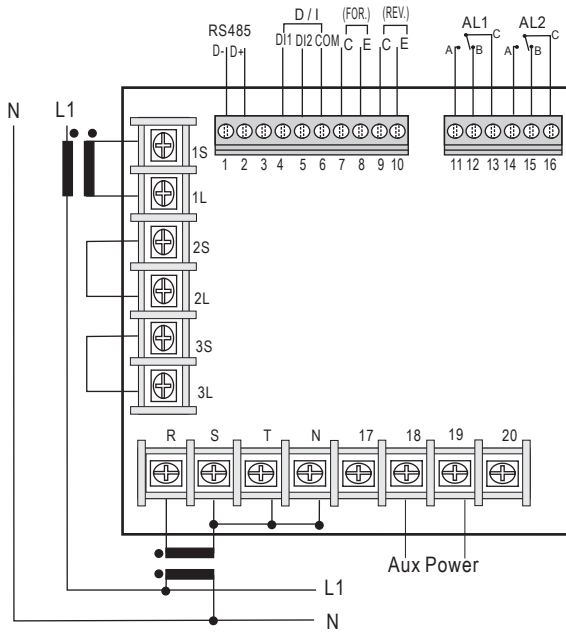 D / I (FOR.) (REV.) AL1 AL2
RS485
D- D+ DI1 DI2 COM C E C E A B C A B C
N L1
1S
1 2 3 4 5 6 7 8 9 10 11 12 13 14 15 16
1L
2S
2L
3S
3L
R S T N 17 18 19 20
Aux Power
L1
N